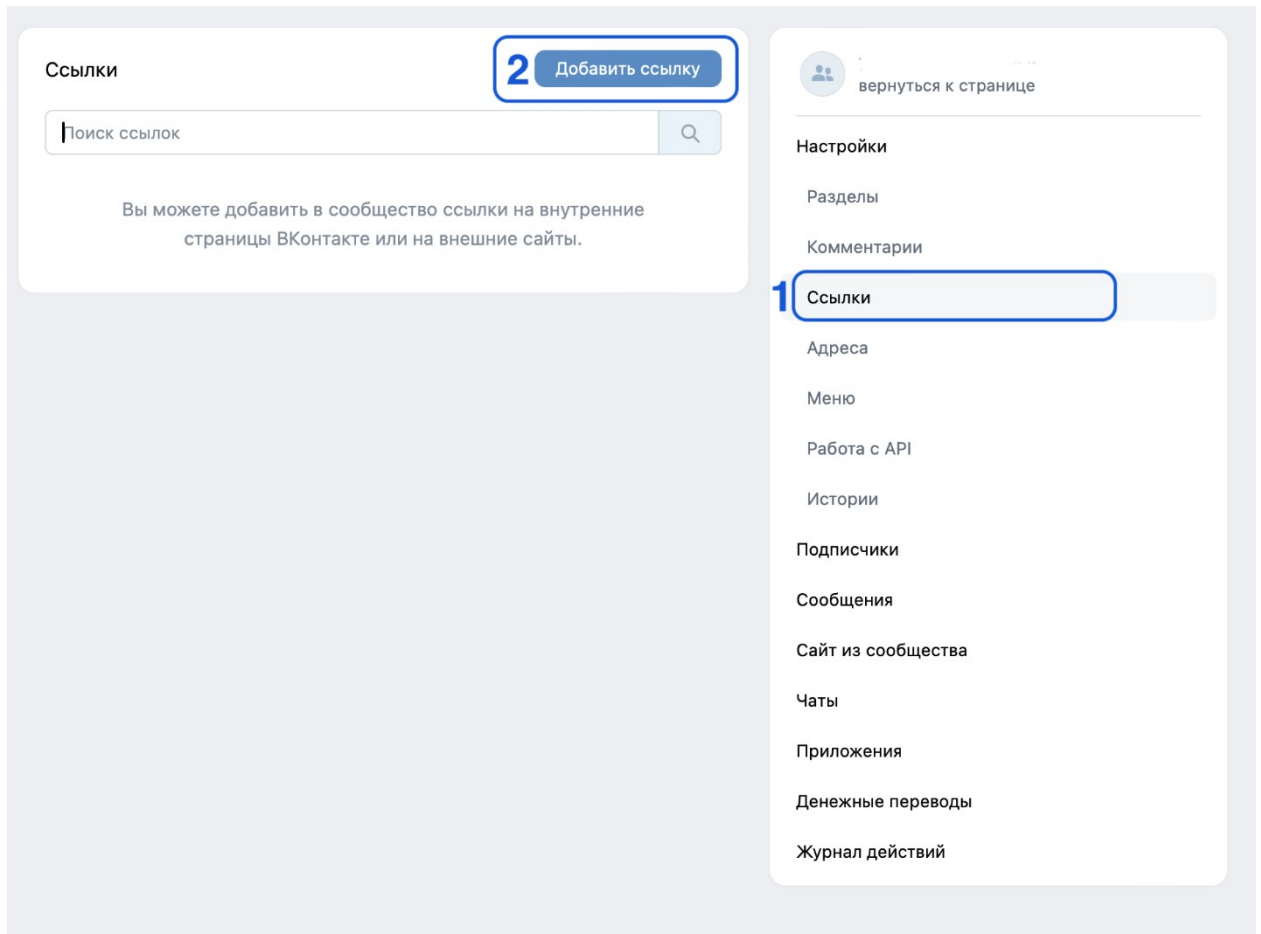 Ссылки
2
Добавить ссылку
Поиск ссылок
Вы можете добавить в сообщество ссылки на внутренние
страницы ВКонтакте или на внешние сайты.
вернуться к странице
Настройки
Разделы
Комментарии
1
Ссылки
Адреса
Меню
Работа с API
Истории
Подписчики
Сообщения
Сайт из сообщества
Чаты
Приложения
Денежные переводы
Журнал действий